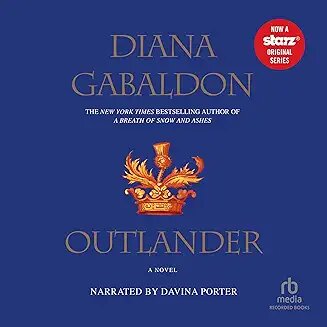 DIANA
GABALDON
NOW
A
starz
ORIGINAL
SERIES
THE NEW YORK TIMES BESTSELLING AUTHOR OF
A BREATH OF SNOW AND ASHES
OUTLANDER
A NOVEL
NARRATED BY DAVINA PORTER
rb
media
RECORDED BOOKS